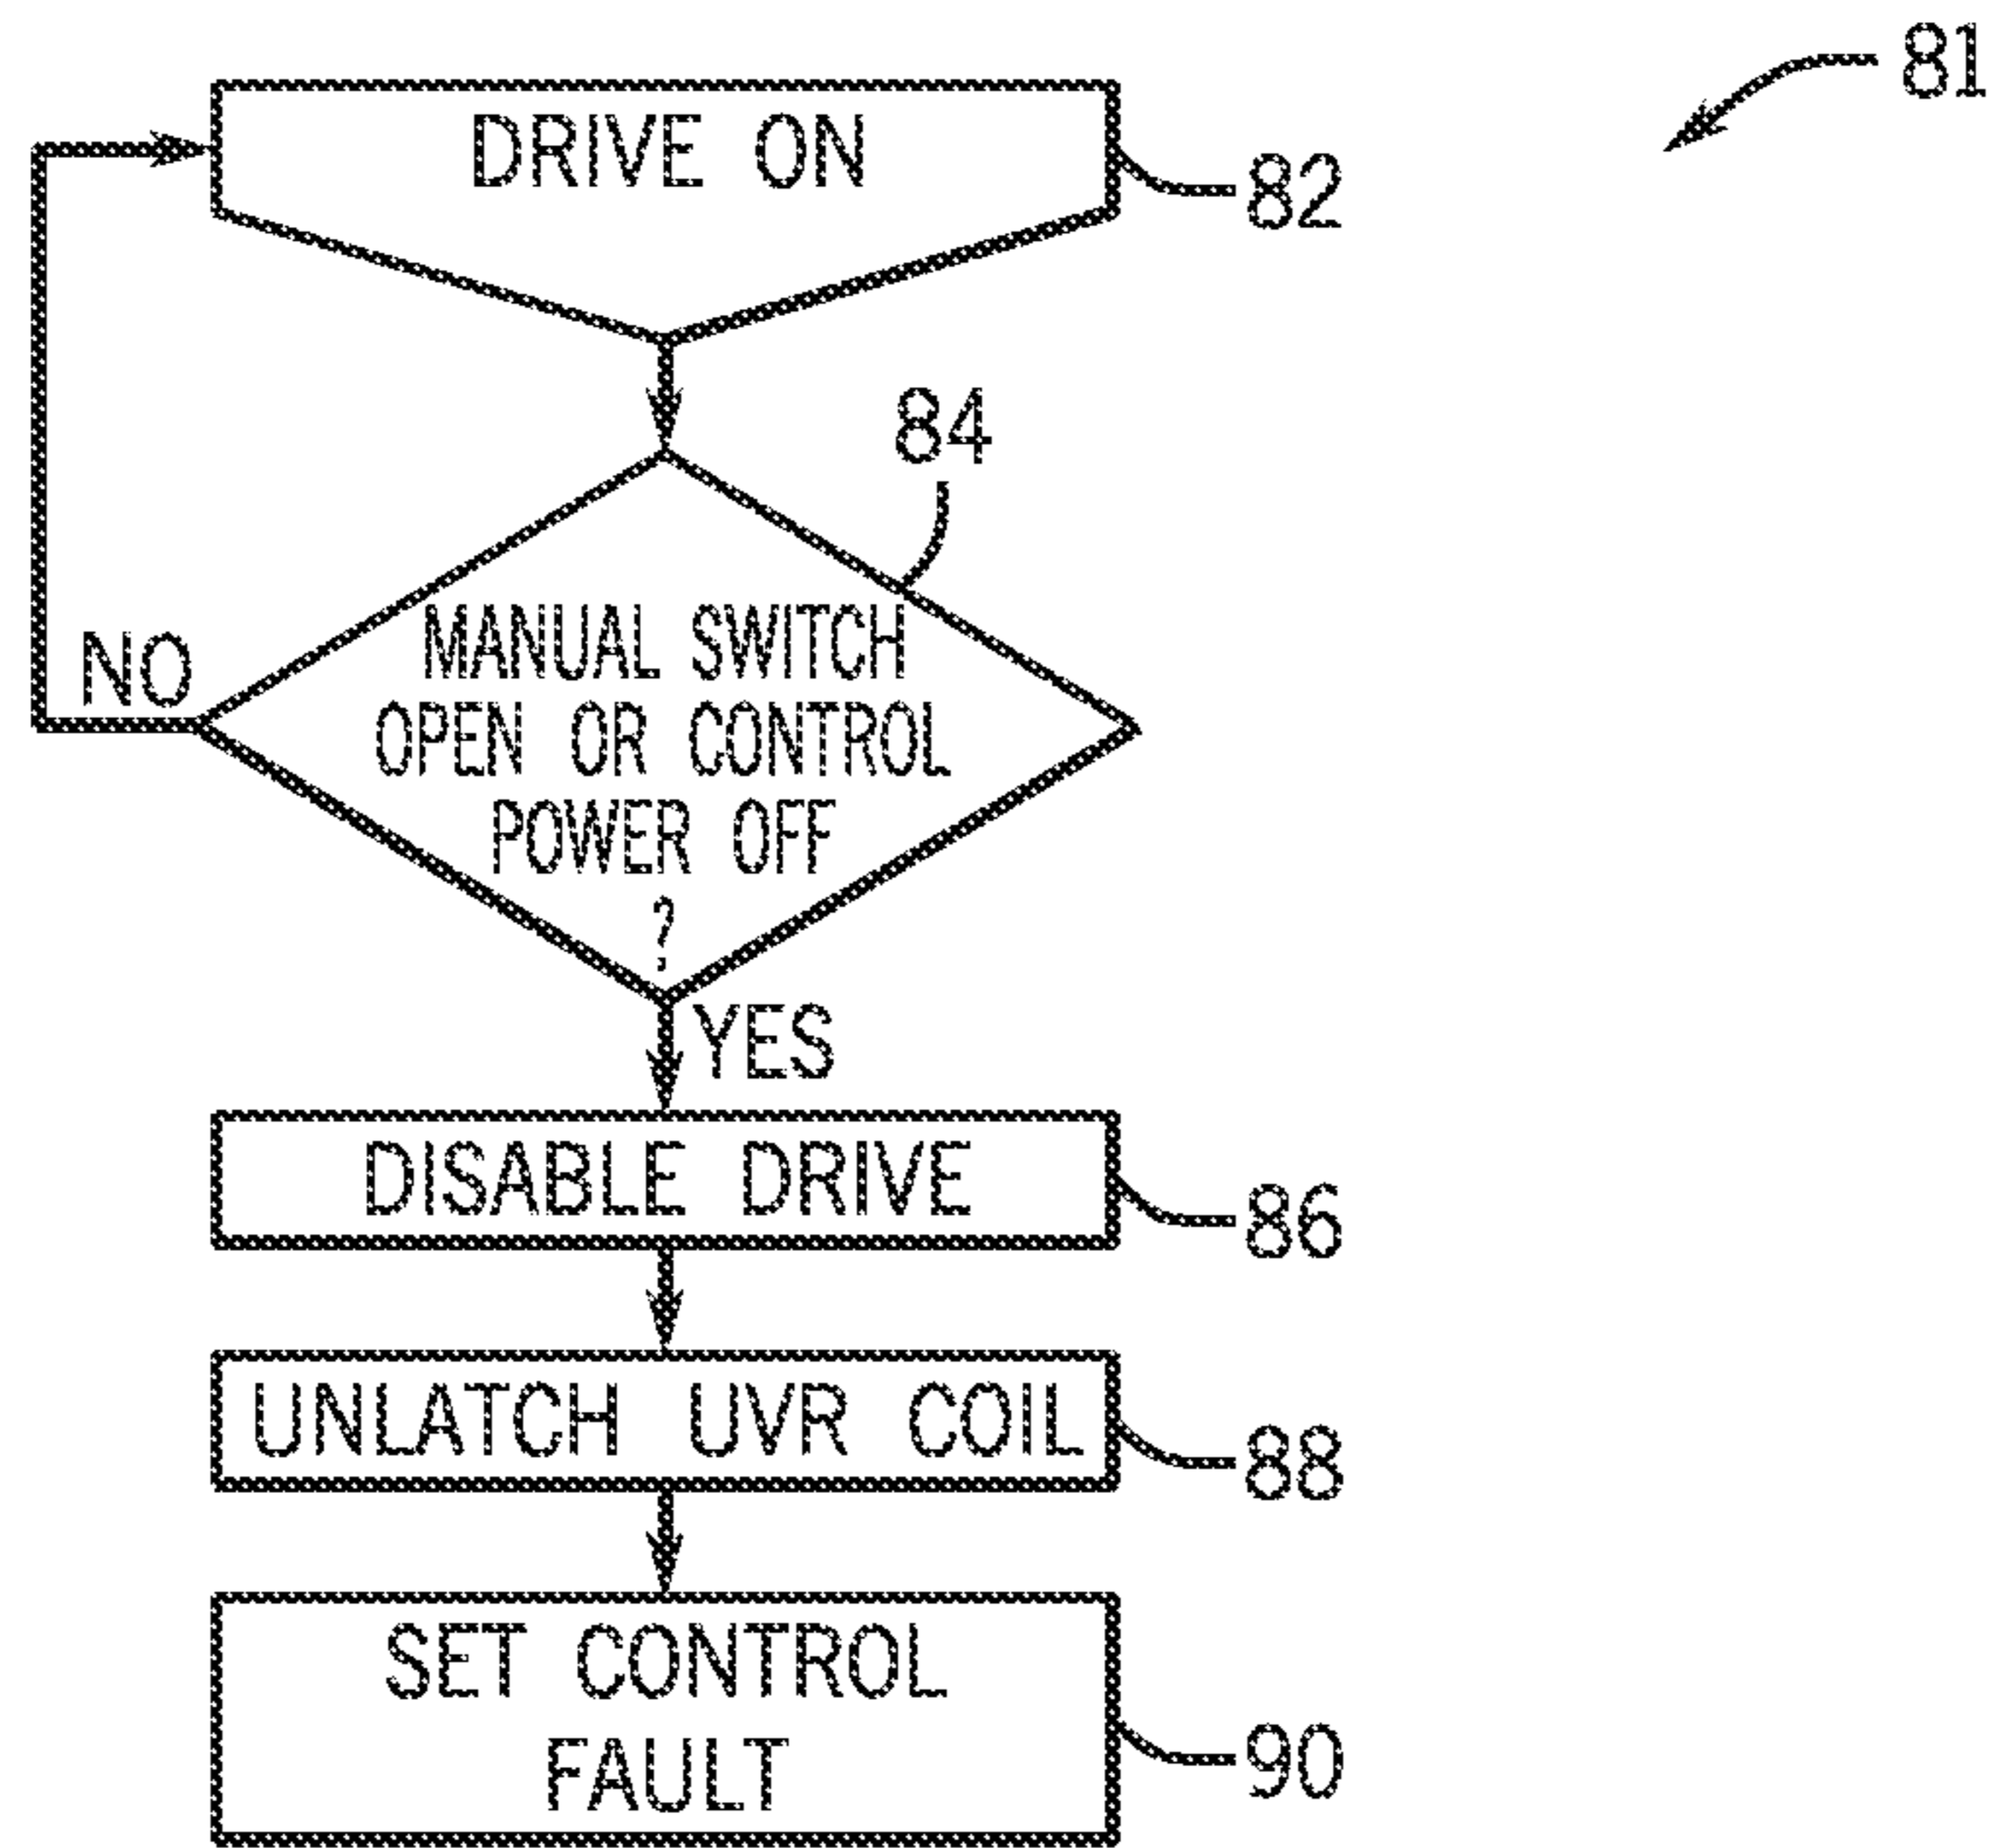 81
DRIVE ON
82
84
MANUAL SWITCH
OPEN OR CONTROL
POWER OFF
?
NO
YES
DISABLE DRIVE
86
UNLATCH UVR COIL
88
SET CONTROL
FAULT
90